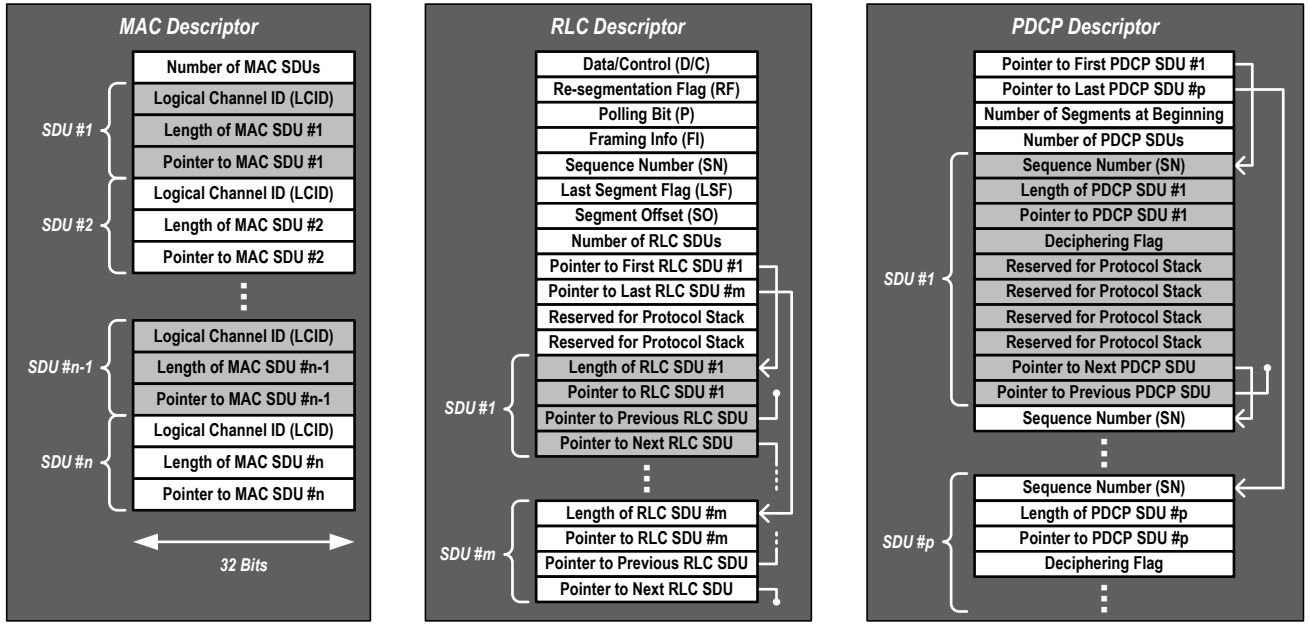 MAC Descriptor
Number of MAC SDUs
SDU #1
Logical Channel ID (LCID)
Length of MAC SDU #1
Pointer to MAC SDU #1
SDU #2
Logical Channel ID (LCID)
Length of MAC SDU #2
Pointer to MAC SDU #2
SDU #n-1
Logical Channel ID (LCID)
Length of MAC SDU #n-1
Pointer to MAC SDU #n-1
SDU #n
Logical Channel ID (LCID)
Length of MAC SDU #n
Pointer to MAC SDU #n
32 Bits
RLC Descriptor
Data/Control (D/C)
Re-segmentation Flag (RF)
Polling Bit (P)
Framing Info (FI)
Sequence Number (SN)
Last Segment Flag (LSF)
Segment Offset (SO)
Number of RLC SDUs
Pointer to First RLC SDU #1
Pointer to Last RLC SDU #m
Reserved for Protocol Stack
Reserved for Protocol Stack
SDU #1
Length of RLC SDU #1
Pointer to RLC SDU #1
Pointer to Previous RLC SDU
Pointer to Next RLC SDU
SDU #m
Length of RLC SDU #m
Pointer to RLC SDU #m
Pointer to Previous RLC SDU
Pointer to Next RLC SDU
PDCP Descriptor
Pointer to First PDCP SDU #1
Pointer to Last PDCP SDU #p
Number of Segments at Beginning
Number of PDCP SDUs
SDU #1
Sequence Number (SN)
Length of PDCP SDU #1
Pointer to PDCP SDU #1
Deciphering Flag
Reserved for Protocol Stack
Reserved for Protocol Stack
Reserved for Protocol Stack
Reserved for Protocol Stack
Pointer to Next PDCP SDU
Pointer to Previous PDCP SDU
Sequence Number (SN)
SDU #p
Sequence Number (SN)
Length of PDCP SDU #p
Pointer to PDCP SDU #p
Deciphering Flag